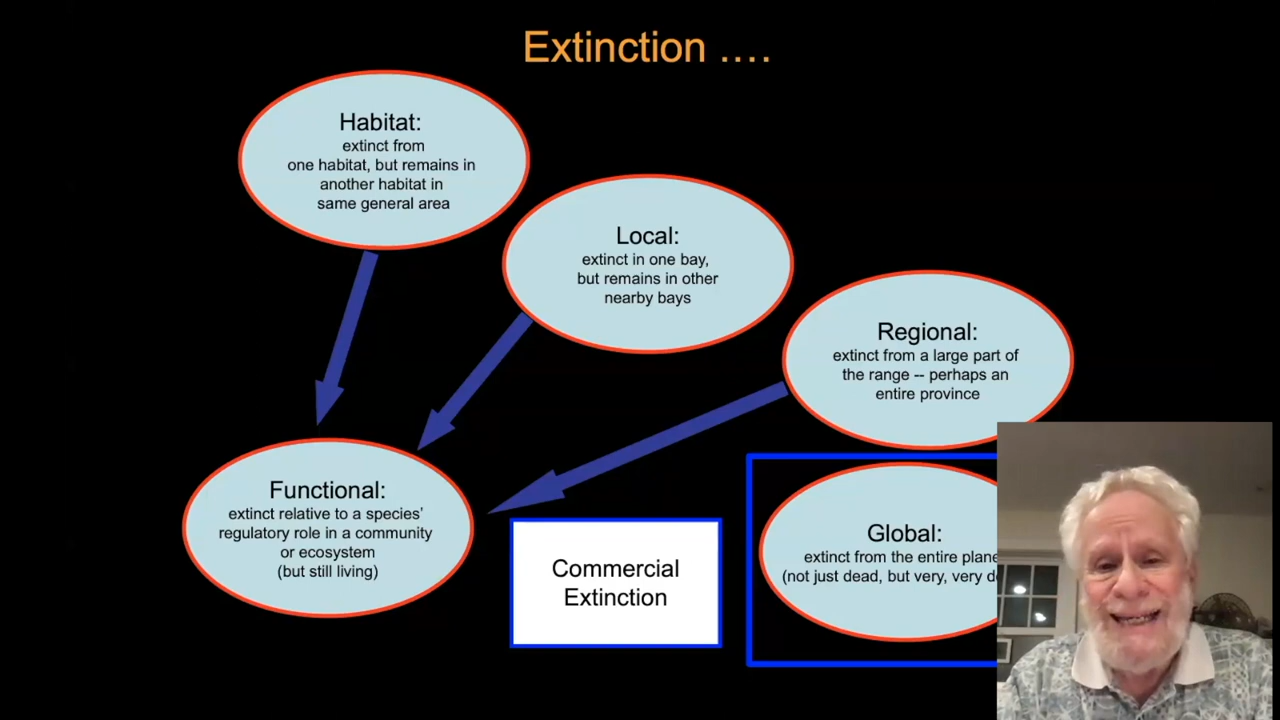 Extinction ....
Habitat:
extinct from
one habitat, but remains in
another habitat in
same general area
Local:
extinct in one bay,
but remains in other
nearby bays
Regional:
extinct from a large part of
the range -- perhaps an
entire province
Functional:
extinct relative to a species'
regulatory role in a community
or ecosystem
(but still living)
Commercial
Extinction
Global:
extinct from the entire
(not just dead, but very, very